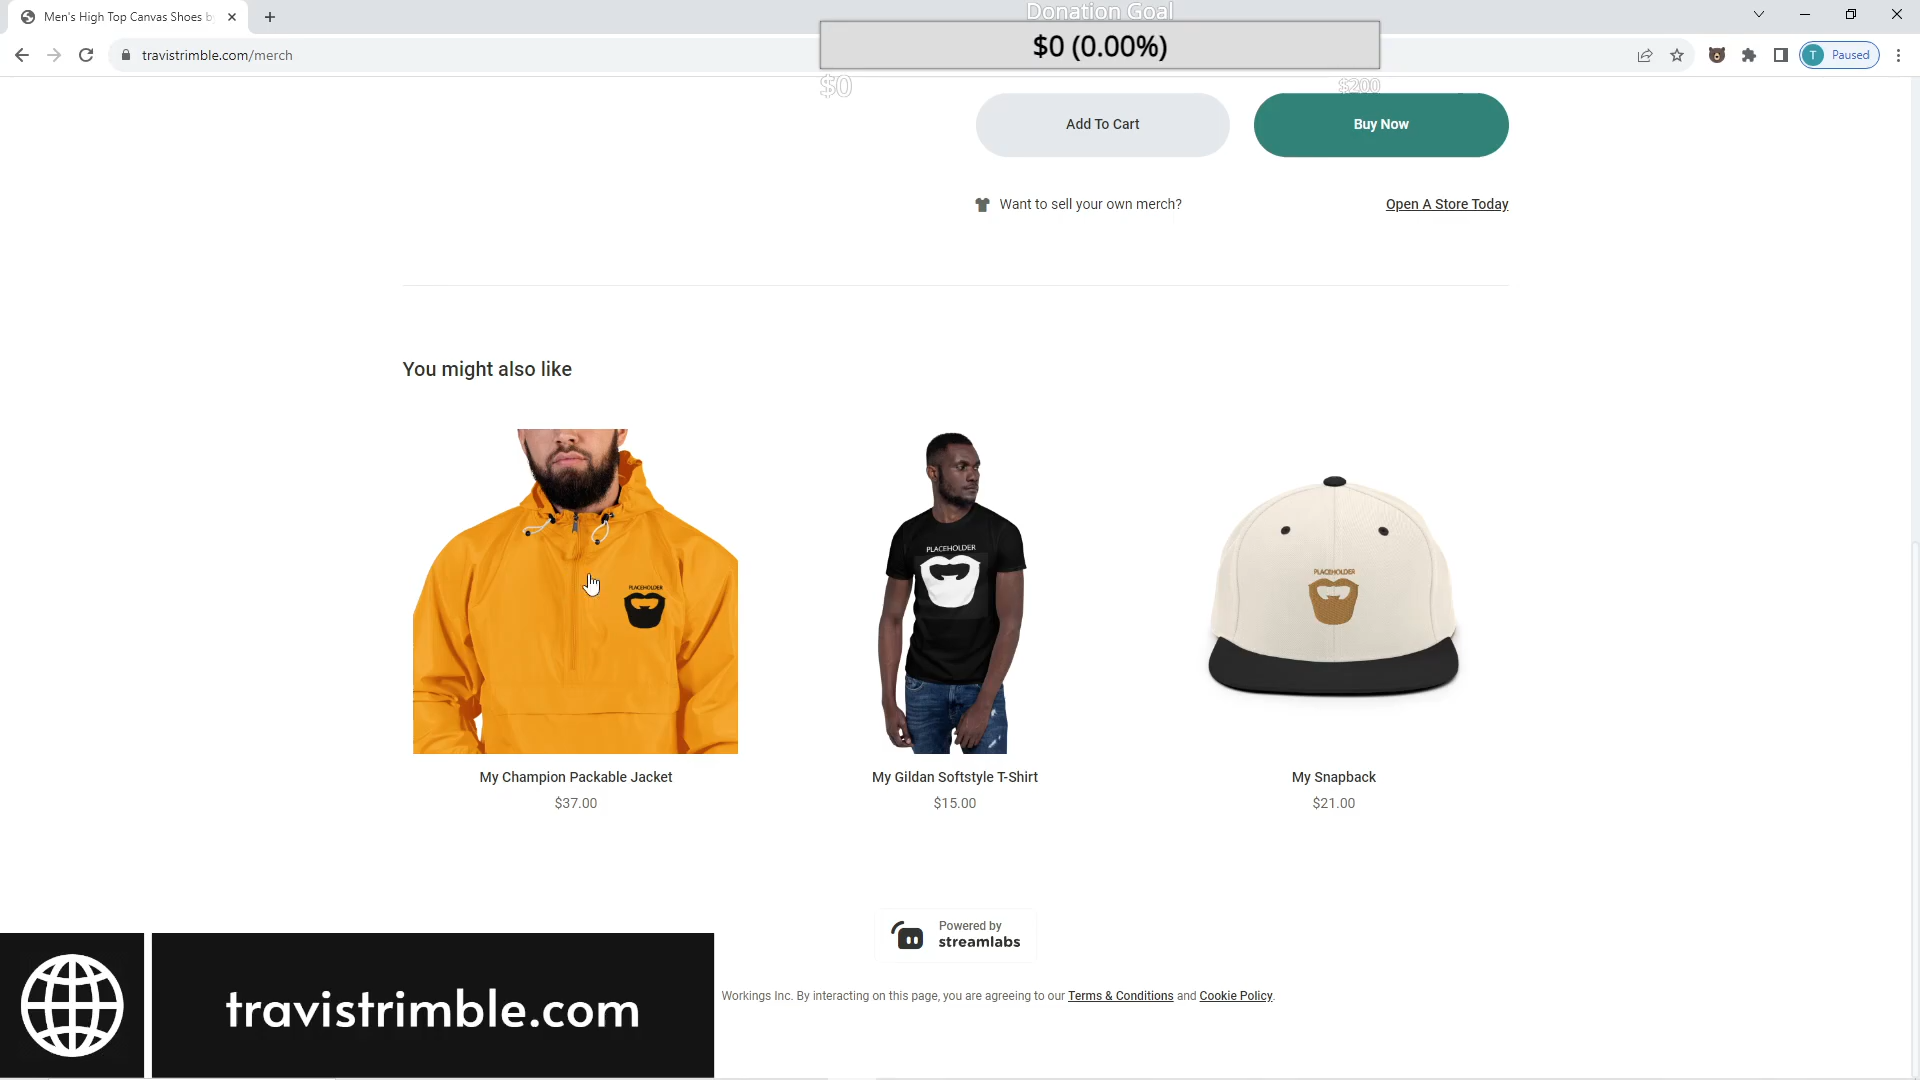 Men's High Top Canvas Shoes b
Donation Goal
$0 (0.00%)
travistrimble.com/merch
T
Paused
$0
$200
Add To Cart
Buy Now
Want to sell your own merch?
Open A Store Today
You might also like
PLACEHOLDER
PLACEHOLDER
PLACEHOLDER
My Champion Packable Jacket
My Gildan Softstyle T-Shirt
My Snapback
$37.00
$15.00
$21.00
Powered by
streamlabs
Workings Inc. By interacting on this page, you are agreeing to our Terms & Conditions and Cookie Policy.
travistrimble.com